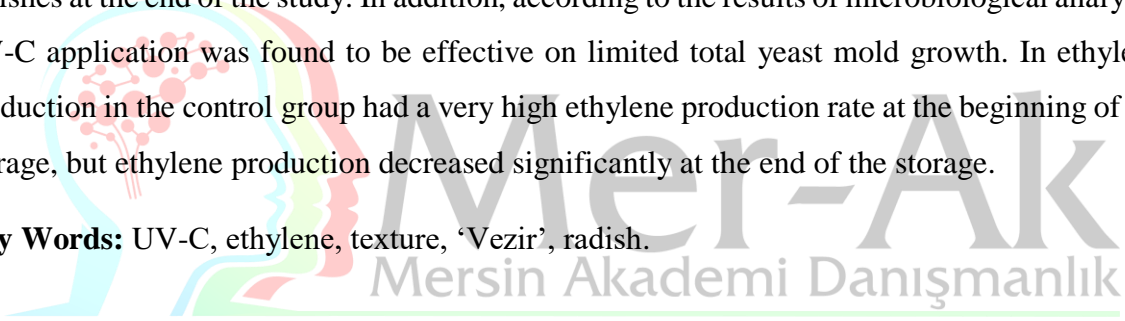 ishes at the end of the study. In addition, according to the results of microbiological analy
V-C application was found to be effective on limited total yeast mold growth. In ethyle
duction in the control group had a very high ethylene production rate at the beginning of
rage, but ethylene production decreased significantly at the end of the storage.
y Words: UV-C, ethylene, texture, ‘Vezir’, radish.
Mer-Ak
Mersin Akademi Danışmanlık